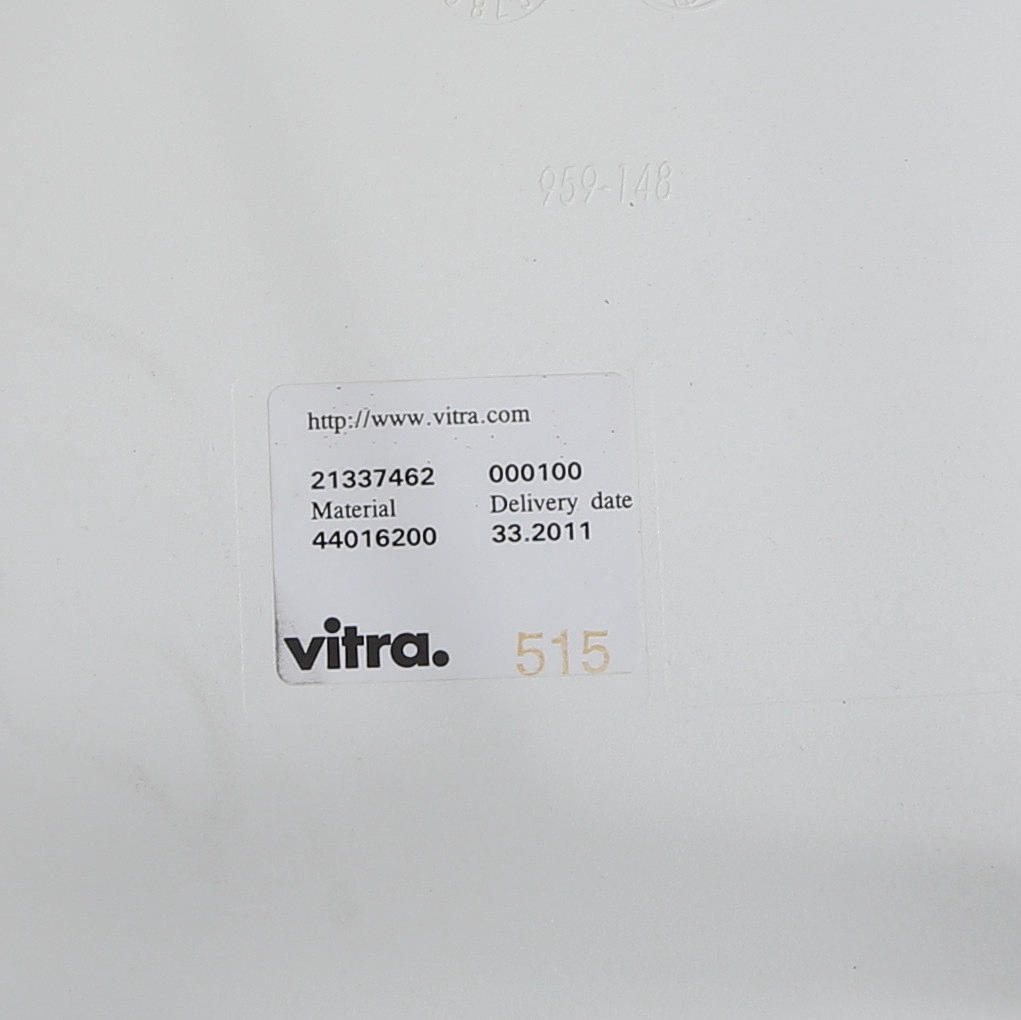 959-148
http://www.vitra.com
21337462 000100
Material Delivery date
44016200 33.2011
vitra. 515